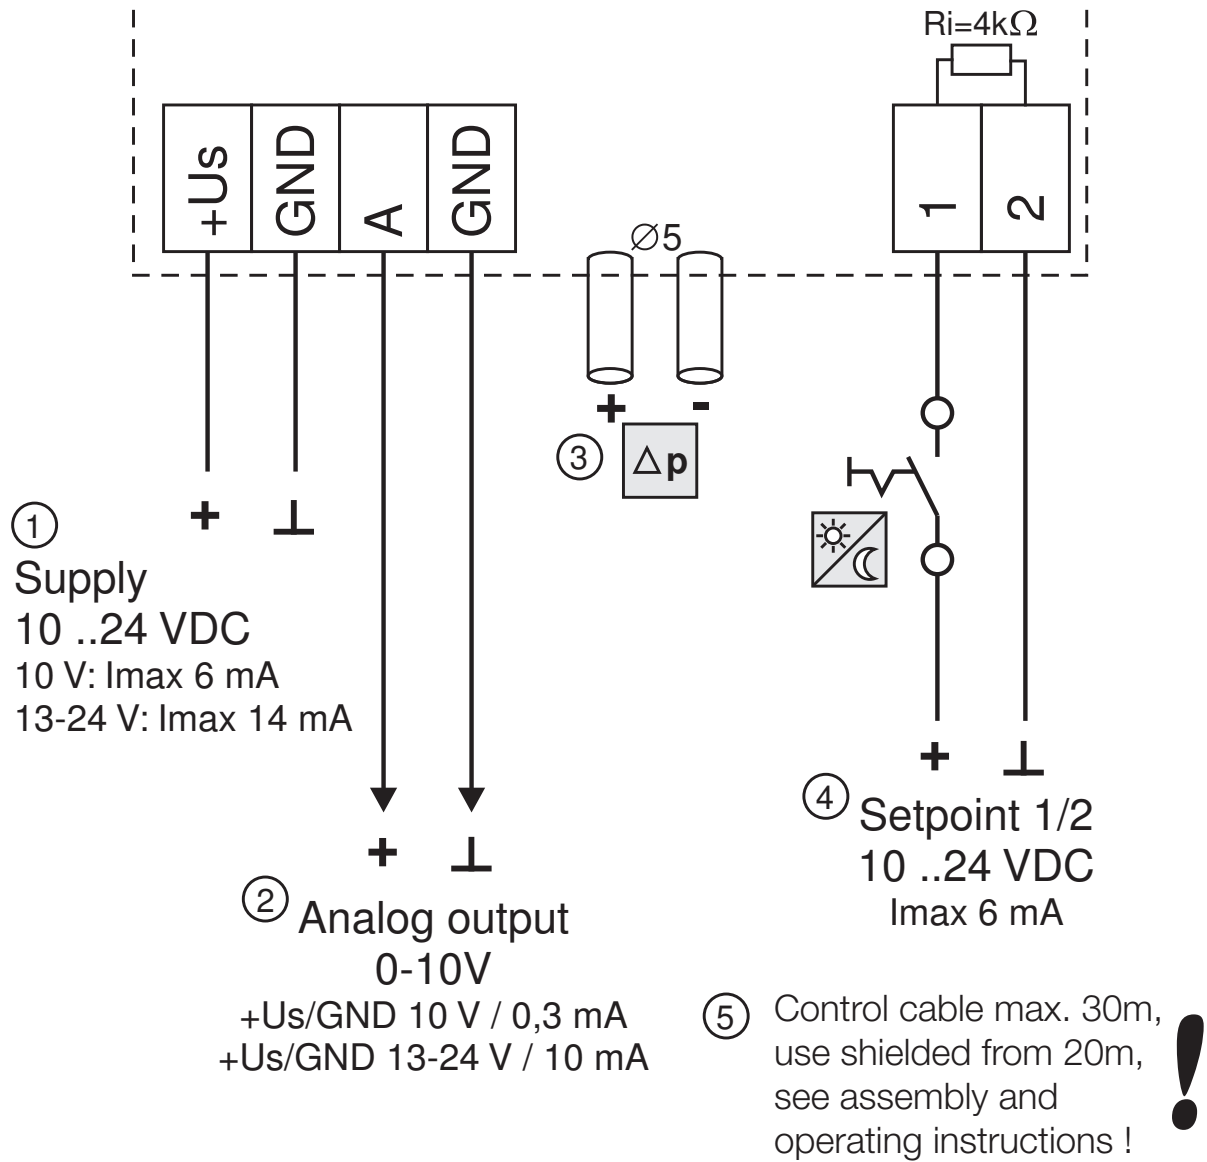 Ri=4kΩ
+Us
GND
A
GND
1
2
∅5
+
-
3
Δp
1
+
⊥
Supply
10 ..24 VDC
10 V: Imax 6 mA
13-24 V: Imax 14 mA
+
⊥
4
Setpoint 1/2
10 ..24 VDC
Imax 6 mA
+
⊥
2
Analog output
0-10V
+Us/GND 10 V / 0,3 mA
+Us/GND 13-24 V / 10 mA
5
Control cable max. 30m,
use shielded from 20m,
see assembly and
operating instructions !
!